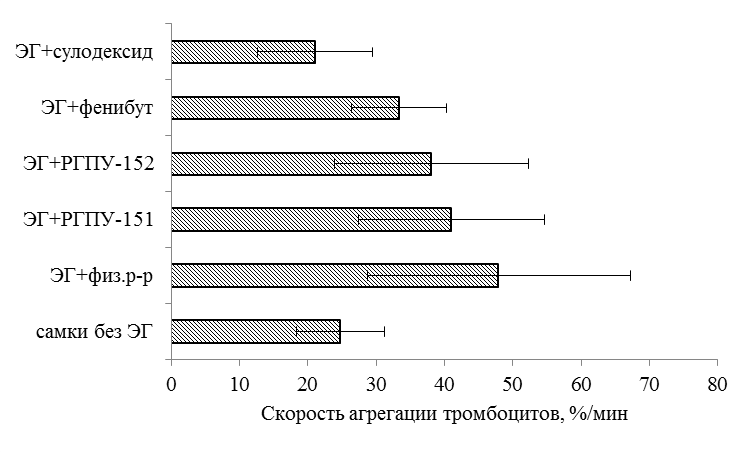 ЭГ+сулодексид
ЭГ+фенибут
ЭГ+РГПУ-152
ЭГ+РГПУ-151
ЭГ+физ.р-р
самки без ЭГ
0 10 20 30 40 50 60 70 80
Скорость агрегации тромбоцитов, %/мин